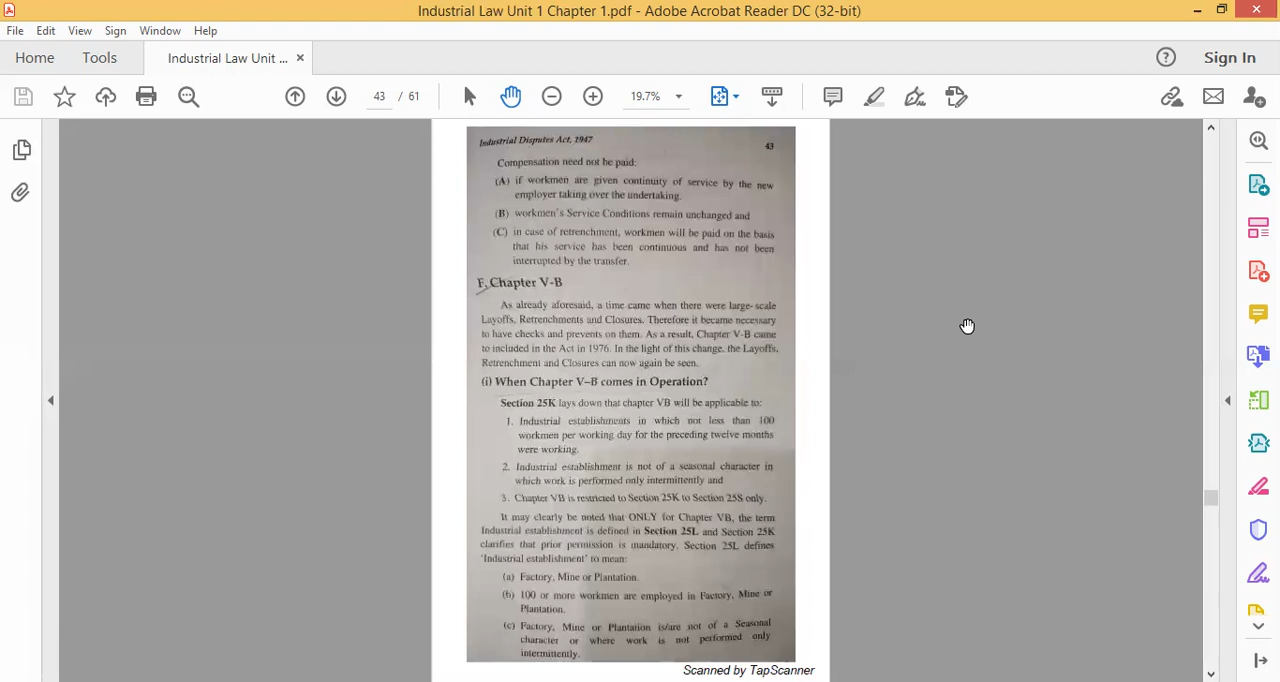 Industrial Law Unit 1 Chapter 1.pdf - Adobe Acrobat Reader DC (32-bit)
File Edit View Sign Window Help
Home Tools Industrial Law Unit ... × Sign In
43 / 61 19.7%
Industrial Disputes Act, 1947 43
Compensation need not be paid:
(A) if workmen are given continuity of service by the new
employer taking over the undertaking.
(B) workmen's Service Conditions remain unchanged and
(C) in case of retrenchment, workmen will be paid on the basis
that his service has been continuous and has not been
interrupted by the transfer.
F. Chapter V-B
As already aforesaid, a time came when there were large-scale
Layoffs, Retrenchments and Closures. Therefore it became necessary
to have checks and prevents on them. As a result, Chapter V-B came
to included in the Act in 1976. In the light of this change, the Layoffs,
Retrenchment and Closures can now again be seen.
(i) When Chapter V–B comes in Operation?
Section 25K lays down that chapter VB will be applicable to:
1. Industrial establishments in which not less than 100
workmen per working day for the preceding twelve months
were working.
2. Industrial establishment is not of a seasonal character in
which work is performed only intermittently and
3. Chapter VB is restricted to Section 25K to Section 25S only.
It may clearly be noted that ONLY for Chapter VB, the term
Industrial establishment is defined in Section 25L and Section 25K
clarifies that prior permission is mandatory. Section 25L defines
'Industrial establishment' to mean:
(a) Factory, Mine or Plantation.
(b) 100 or more workmen are employed in Factory, Mine or
Plantation.
(c) Factory, Mine or Plantation is/are not of a Seasonal
character or where work is not performed only
intermittently.
Scanned by TapScanner